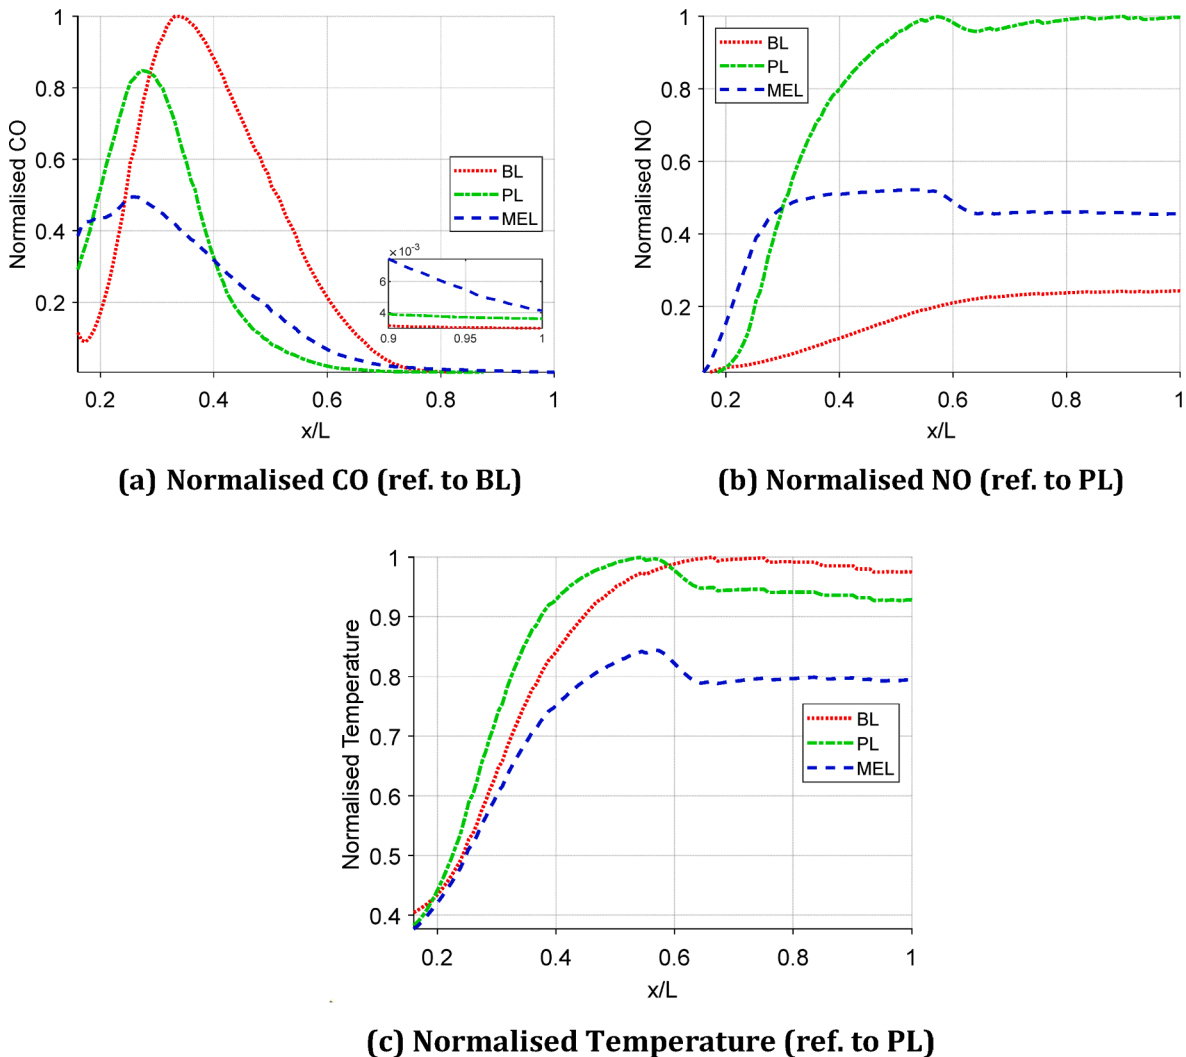 1
0.8
0.6
0.4
0.2
Normalised CO
BL
PL
MEL
×10-3
6
4
0.9
0.95
1
0.2
0.4
0.6
0.8
1
x/L
(a) Normalised CO (ref. to BL)
1
0.8
0.6
0.4
0.2
Normalised NO
BL
PL
MEL
0.2
0.4
0.6
0.8
1
x/L
(b) Normalised NO (ref. to PL)
1
0.9
0.8
0.7
0.6
0.5
0.4
Normalised Temperature
BL
PL
MEL
0.2
0.4
0.6
0.8
1
x/L
(c) Normalised Temperature (ref. to PL)